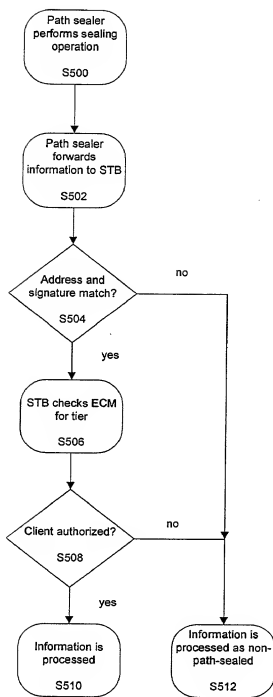 Path sealer
performs sealing
operation
S500
Path sealer
forwards
information to STB
S502
Address and
signature match?
S504
no
yes
STB checks ECM
for tier
S506
Client authorized?
S508
no
yes
Information is
processed
S510
Information is
processed as non-
path-sealed
S512